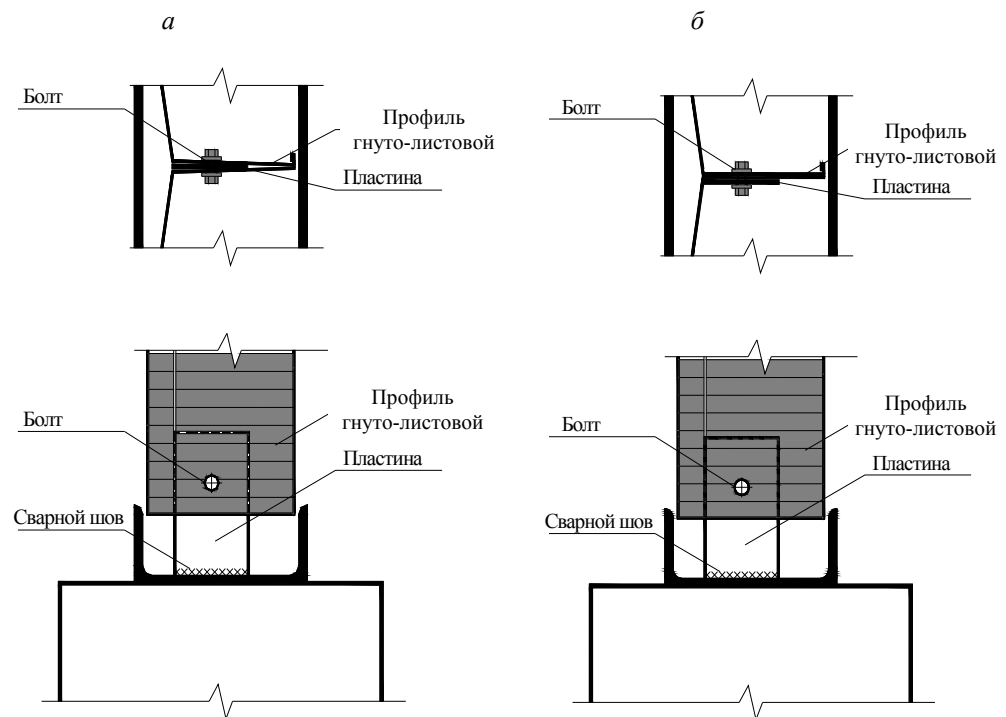 а
б
Болт
Профиль
гнуто-листовой
Пластина
Болт
Профиль
гнуто-листовой
Пластина
Болт
Профиль
гнуто-листовой
Пластина
Сварной шов
Болт
Профиль
гнуто-листовой
Пластина
Сварной шов